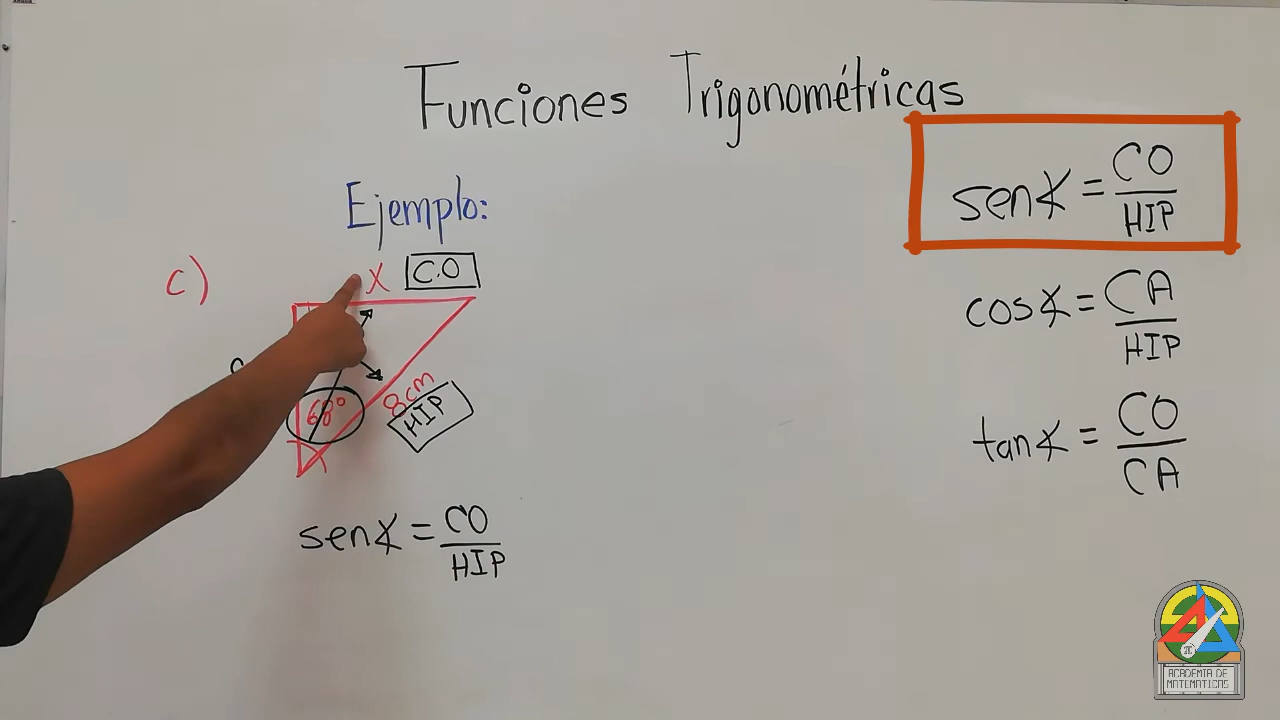 Funciones Trigonométricas
Ejemplo:
c)
X C.O
68°
8cm
HIP
sen∡ = CO/HIP
sen∡ = CO/HIP
cos∡ = CA/HIP
tan∡ = CO/CA
ACADEMIA DE
MATEMATICAS